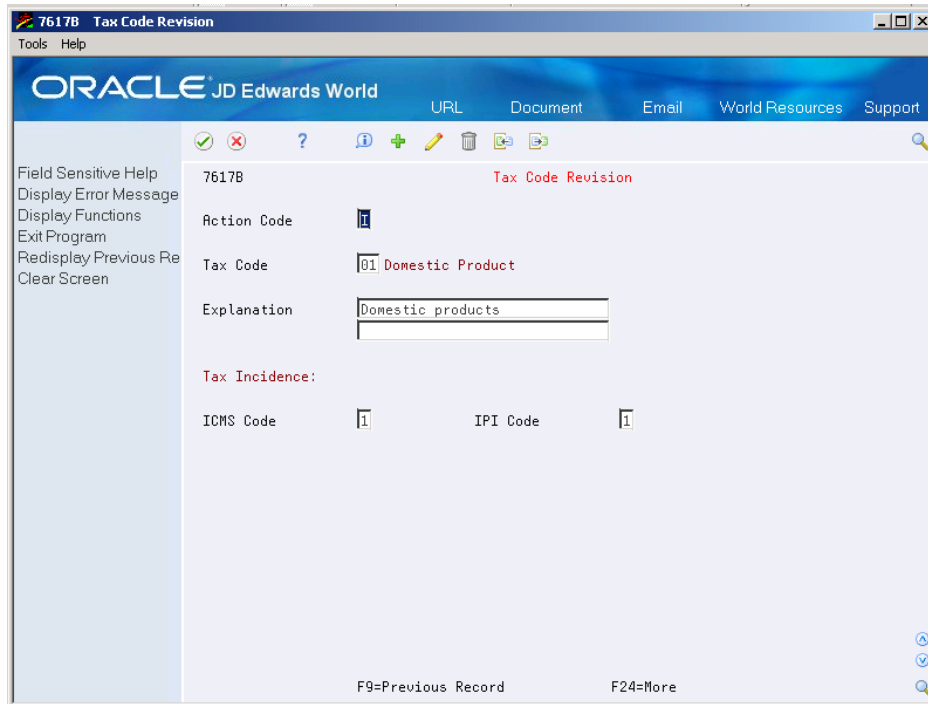 7617B Tax Code Revision
Tools Help
ORACLE JD Edwards World
URL Document Email World Resources Support
Field Sensitive Help
Display Error Message
Display Functions
Exit Program
Redisplay Previous Re
Clear Screen
7617B Tax Code Revision
Action Code I
Tax Code 01 Domestic Product
Explanation Domestic products
Tax Incidence:
ICMS Code 1 IPI Code 1
F9=Previous Record F24=More